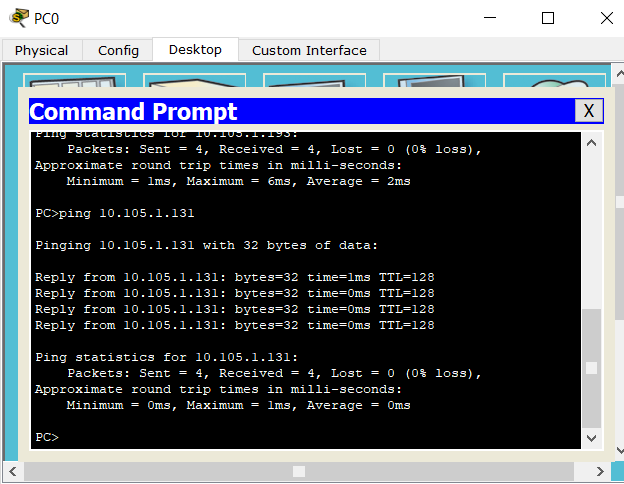 PC0
Physical Config Desktop Custom Interface
Command Prompt X
Ping statistics for 10.105.1.193:
Packets: Sent = 4, Received = 4, Lost = 0 (0% loss),
Approximate round trip times in milli-seconds:
Minimum = 1ms, Maximum = 6ms, Average = 2ms
PC>ping 10.105.1.131
Pinging 10.105.1.131 with 32 bytes of data:
Reply from 10.105.1.131: bytes=32 time=1ms TTL=128
Reply from 10.105.1.131: bytes=32 time=0ms TTL=128
Reply from 10.105.1.131: bytes=32 time=0ms TTL=128
Reply from 10.105.1.131: bytes=32 time=0ms TTL=128
Ping statistics for 10.105.1.131:
Packets: Sent = 4, Received = 4, Lost = 0 (0% loss),
Approximate round trip times in milli-seconds:
Minimum = 0ms, Maximum = 1ms, Average = 0ms
PC>